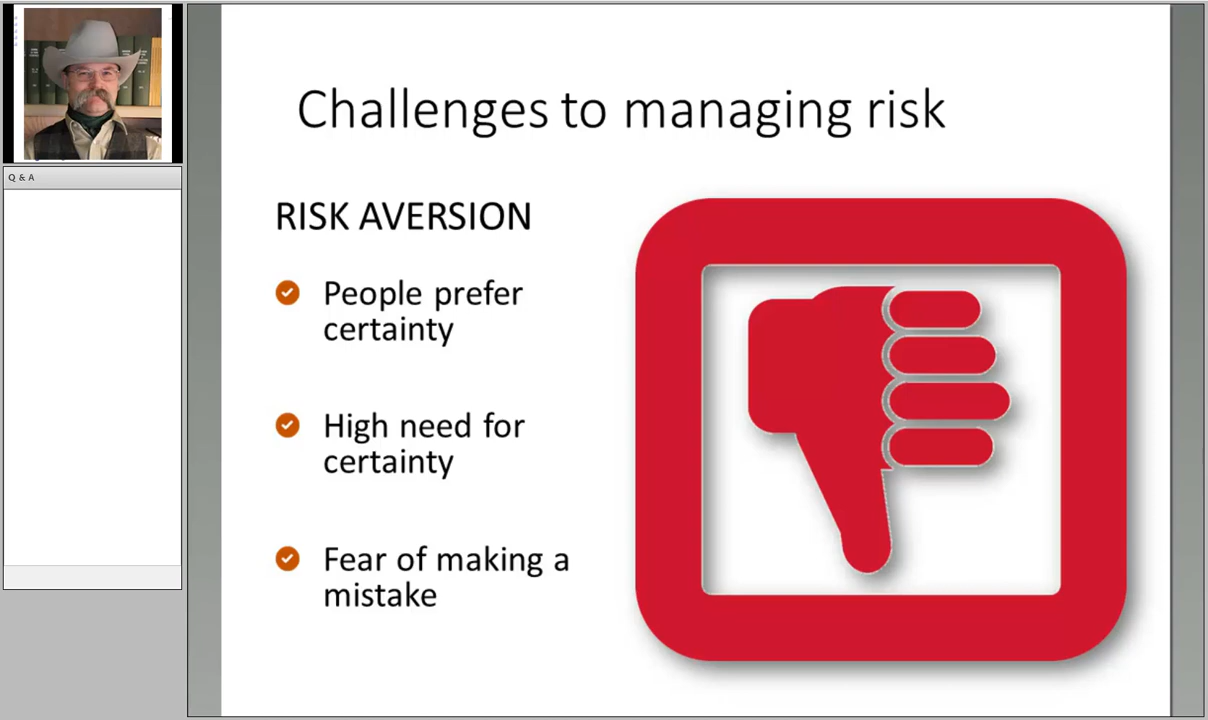 Challenges to managing risk
Q & A
RISK AVERSION
People prefer
certainty
High need for
certainty
Fear of making a
mistake